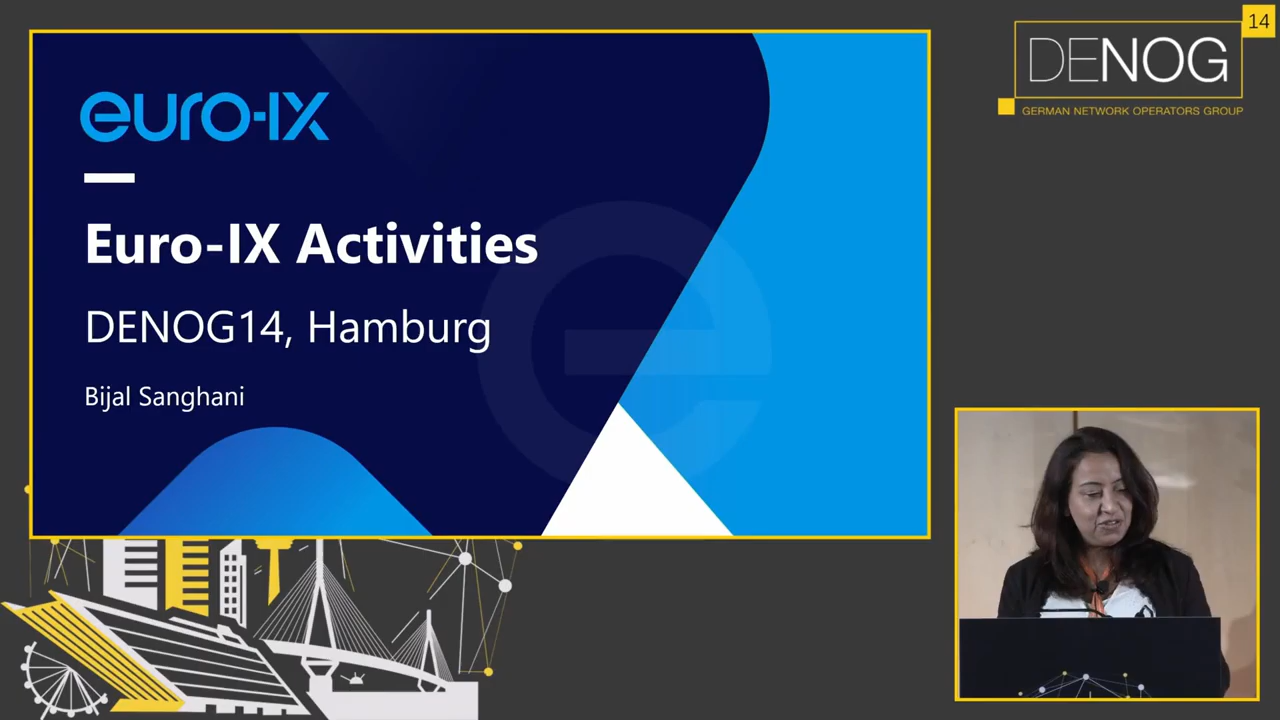 euro-IX
Euro-IX Activities
DENOG14, Hamburg
Bijal Sanghani
14
DENOG
GERMAN NETWORK OPERATORS GROUP